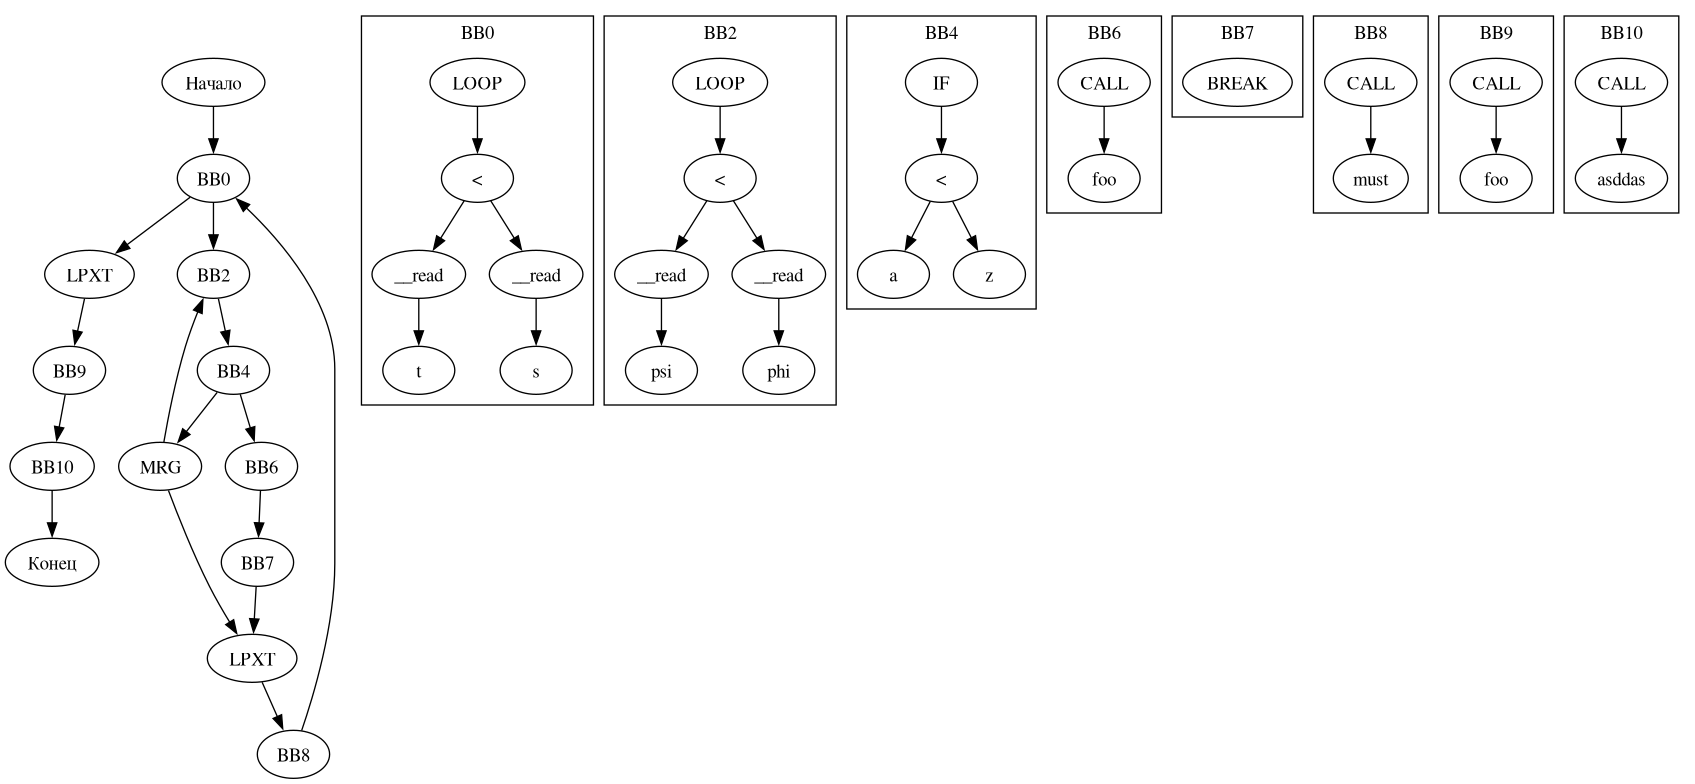 Начало
BB0
LPXT
BB2
BB9
BB4
BB10
MRG
BB6
Конец
BB7
LPXT
BB8
BB0
LOOP
<
__read
__read
t
s
BB2
LOOP
<
__read
__read
psi
phi
BB4
IF
<
a
z
BB6
CALL
foo
BB7
BREAK
BB8
CALL
must
BB9
CALL
foo
BB10
CALL
asddas